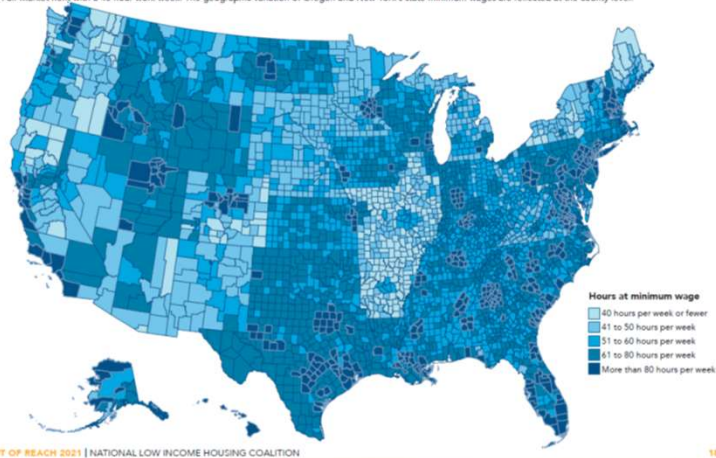 Hours at minimum wage
40 hours per week or fewer
41 to 50 hours per week
51 to 60 hours per week
61 to 80 hours per week
More than 80 hours per week
T OF REACH 2021 | NATIONAL LOW INCOME HOUSING COALITION